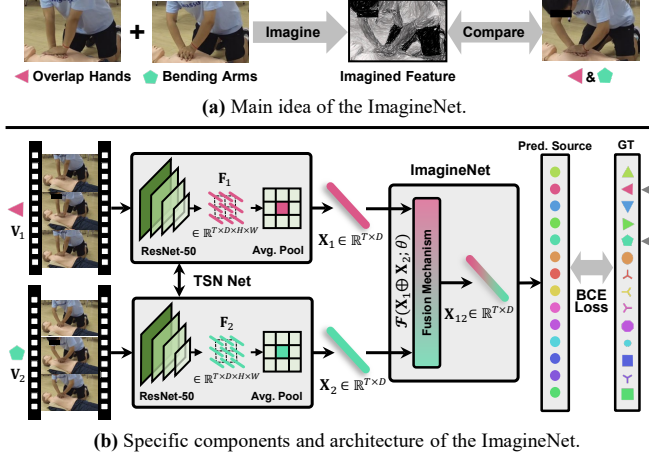 Imagine
Compare
Overlap Hands
Bending Arms
Imagined Feature
&
(a) Main idea of the ImagineNet.
Pred. Source
GT
ImagineNet
V₁
F₁
∈ ℝ^{T×D×H×W}
ResNet-50
Avg. Pool
X₁ ∈ ℝ^{T×D}
TSN Net
ℱ(X₁⊕X₂; θ)
Fusion Mechanism
X₁₂ ∈ ℝ^{T×D}
BCE
Loss
V₂
F₂
∈ ℝ^{T×D×H×W}
ResNet-50
Avg. Pool
X₂ ∈ ℝ^{T×D}
(b) Specific components and architecture of the ImagineNet.